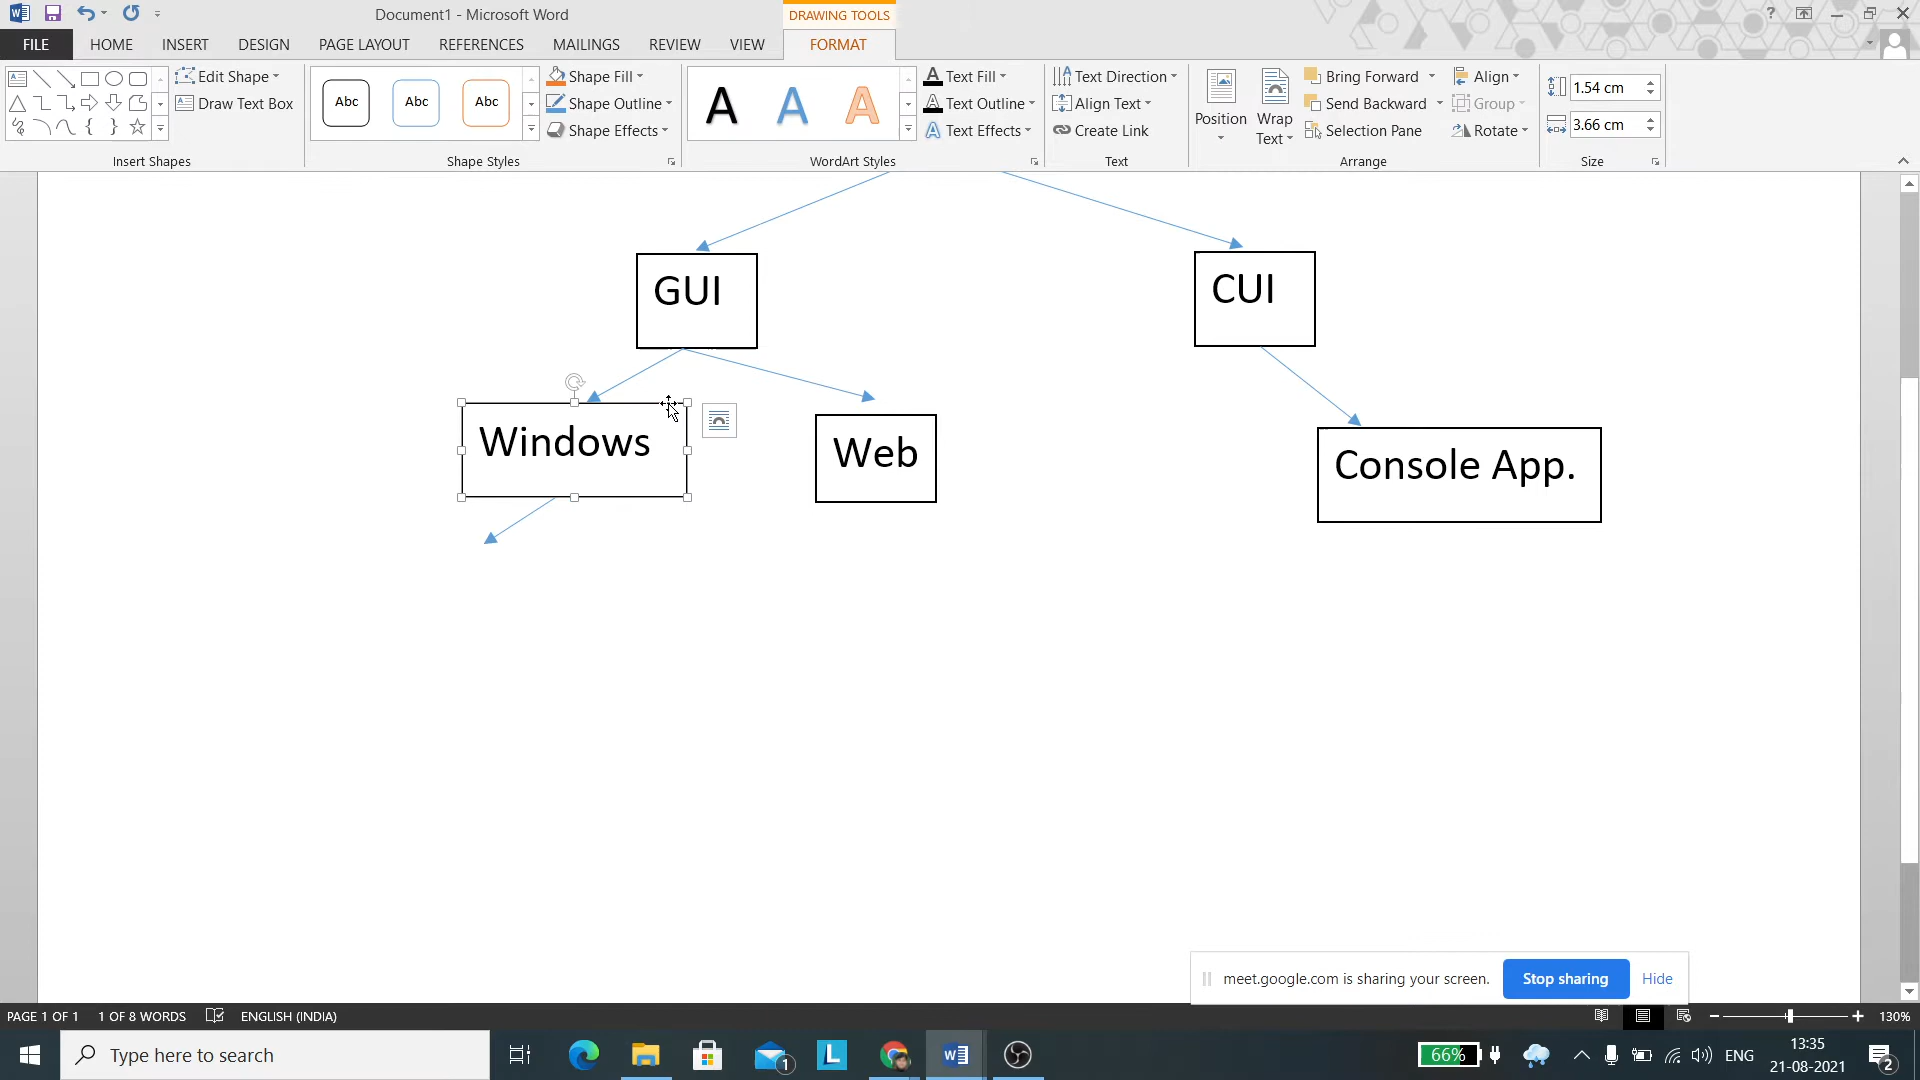 Document1 - Microsoft Word
DRAWING TOOLS
FILE HOME INSERT DESIGN PAGE LAYOUT REFERENCES MAILINGS REVIEW VIEW FORMAT
Edit Shape
Draw Text Box
Insert Shapes
Abc Abc Abc
Shape Fill
Shape Outline
Shape Effects
Shape Styles
A A A
Text Fill
Text Outline
Text Effects
WordArt Styles
Text Direction
Align Text
Create Link
Text
Position
Wrap
Text
Bring Forward
Send Backward
Selection Pane
Align
Group
Rotate
Arrange
1.54 cm
3.66 cm
Size
GUI
CUI
Windows
Web
Console App.
meet.google.com is sharing your screen. Stop sharing Hide
PAGE 1 OF 1 1 OF 8 WORDS ENGLISH (INDIA) 130%
Type here to search
1
L
66%
ENG
13:35
21-08-2021
2